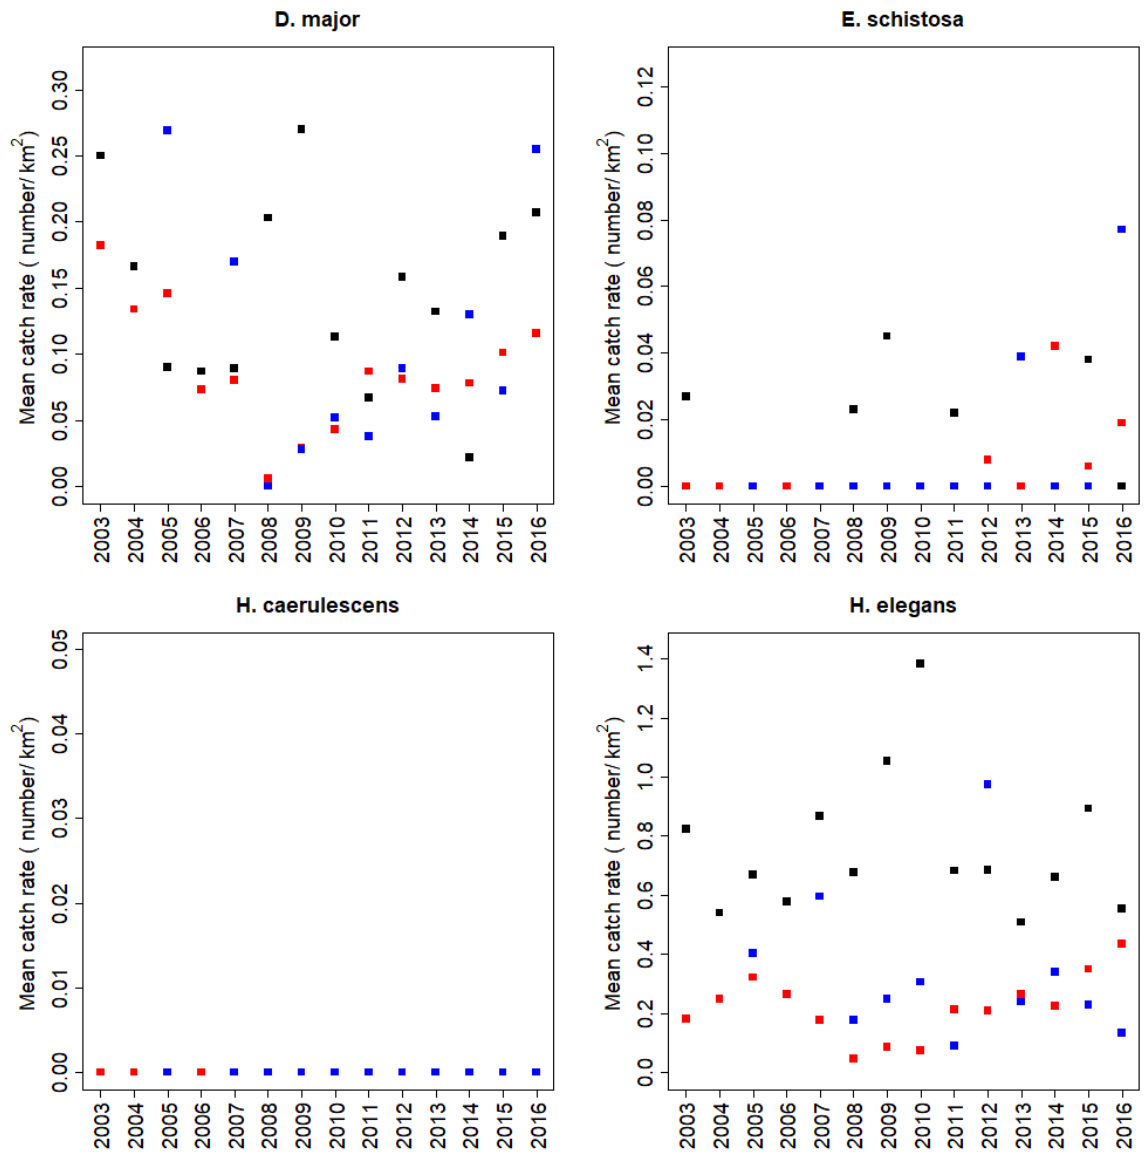 D. major
Mean catch rate ( number/ km²)
0.00 0.05 0.10 0.15 0.20 0.25 0.30
2003 2004 2005 2006 2007 2008 2009 2010 2011 2012 2013 2014 2015 2016
E. schistosa
Mean catch rate ( number/ km²)
0.00 0.02 0.04 0.06 0.08 0.10 0.12
2003 2004 2005 2006 2007 2008 2009 2010 2011 2012 2013 2014 2015 2016
H. caerulescens
Mean catch rate ( number/ km²)
0.00 0.01 0.02 0.03 0.04 0.05
2003 2004 2005 2006 2007 2008 2009 2010 2011 2012 2013 2014 2015 2016
H. elegans
Mean catch rate ( number/ km²)
0.0 0.2 0.4 0.6 0.8 1.0 1.2 1.4
2003 2004 2005 2006 2007 2008 2009 2010 2011 2012 2013 2014 2015 2016